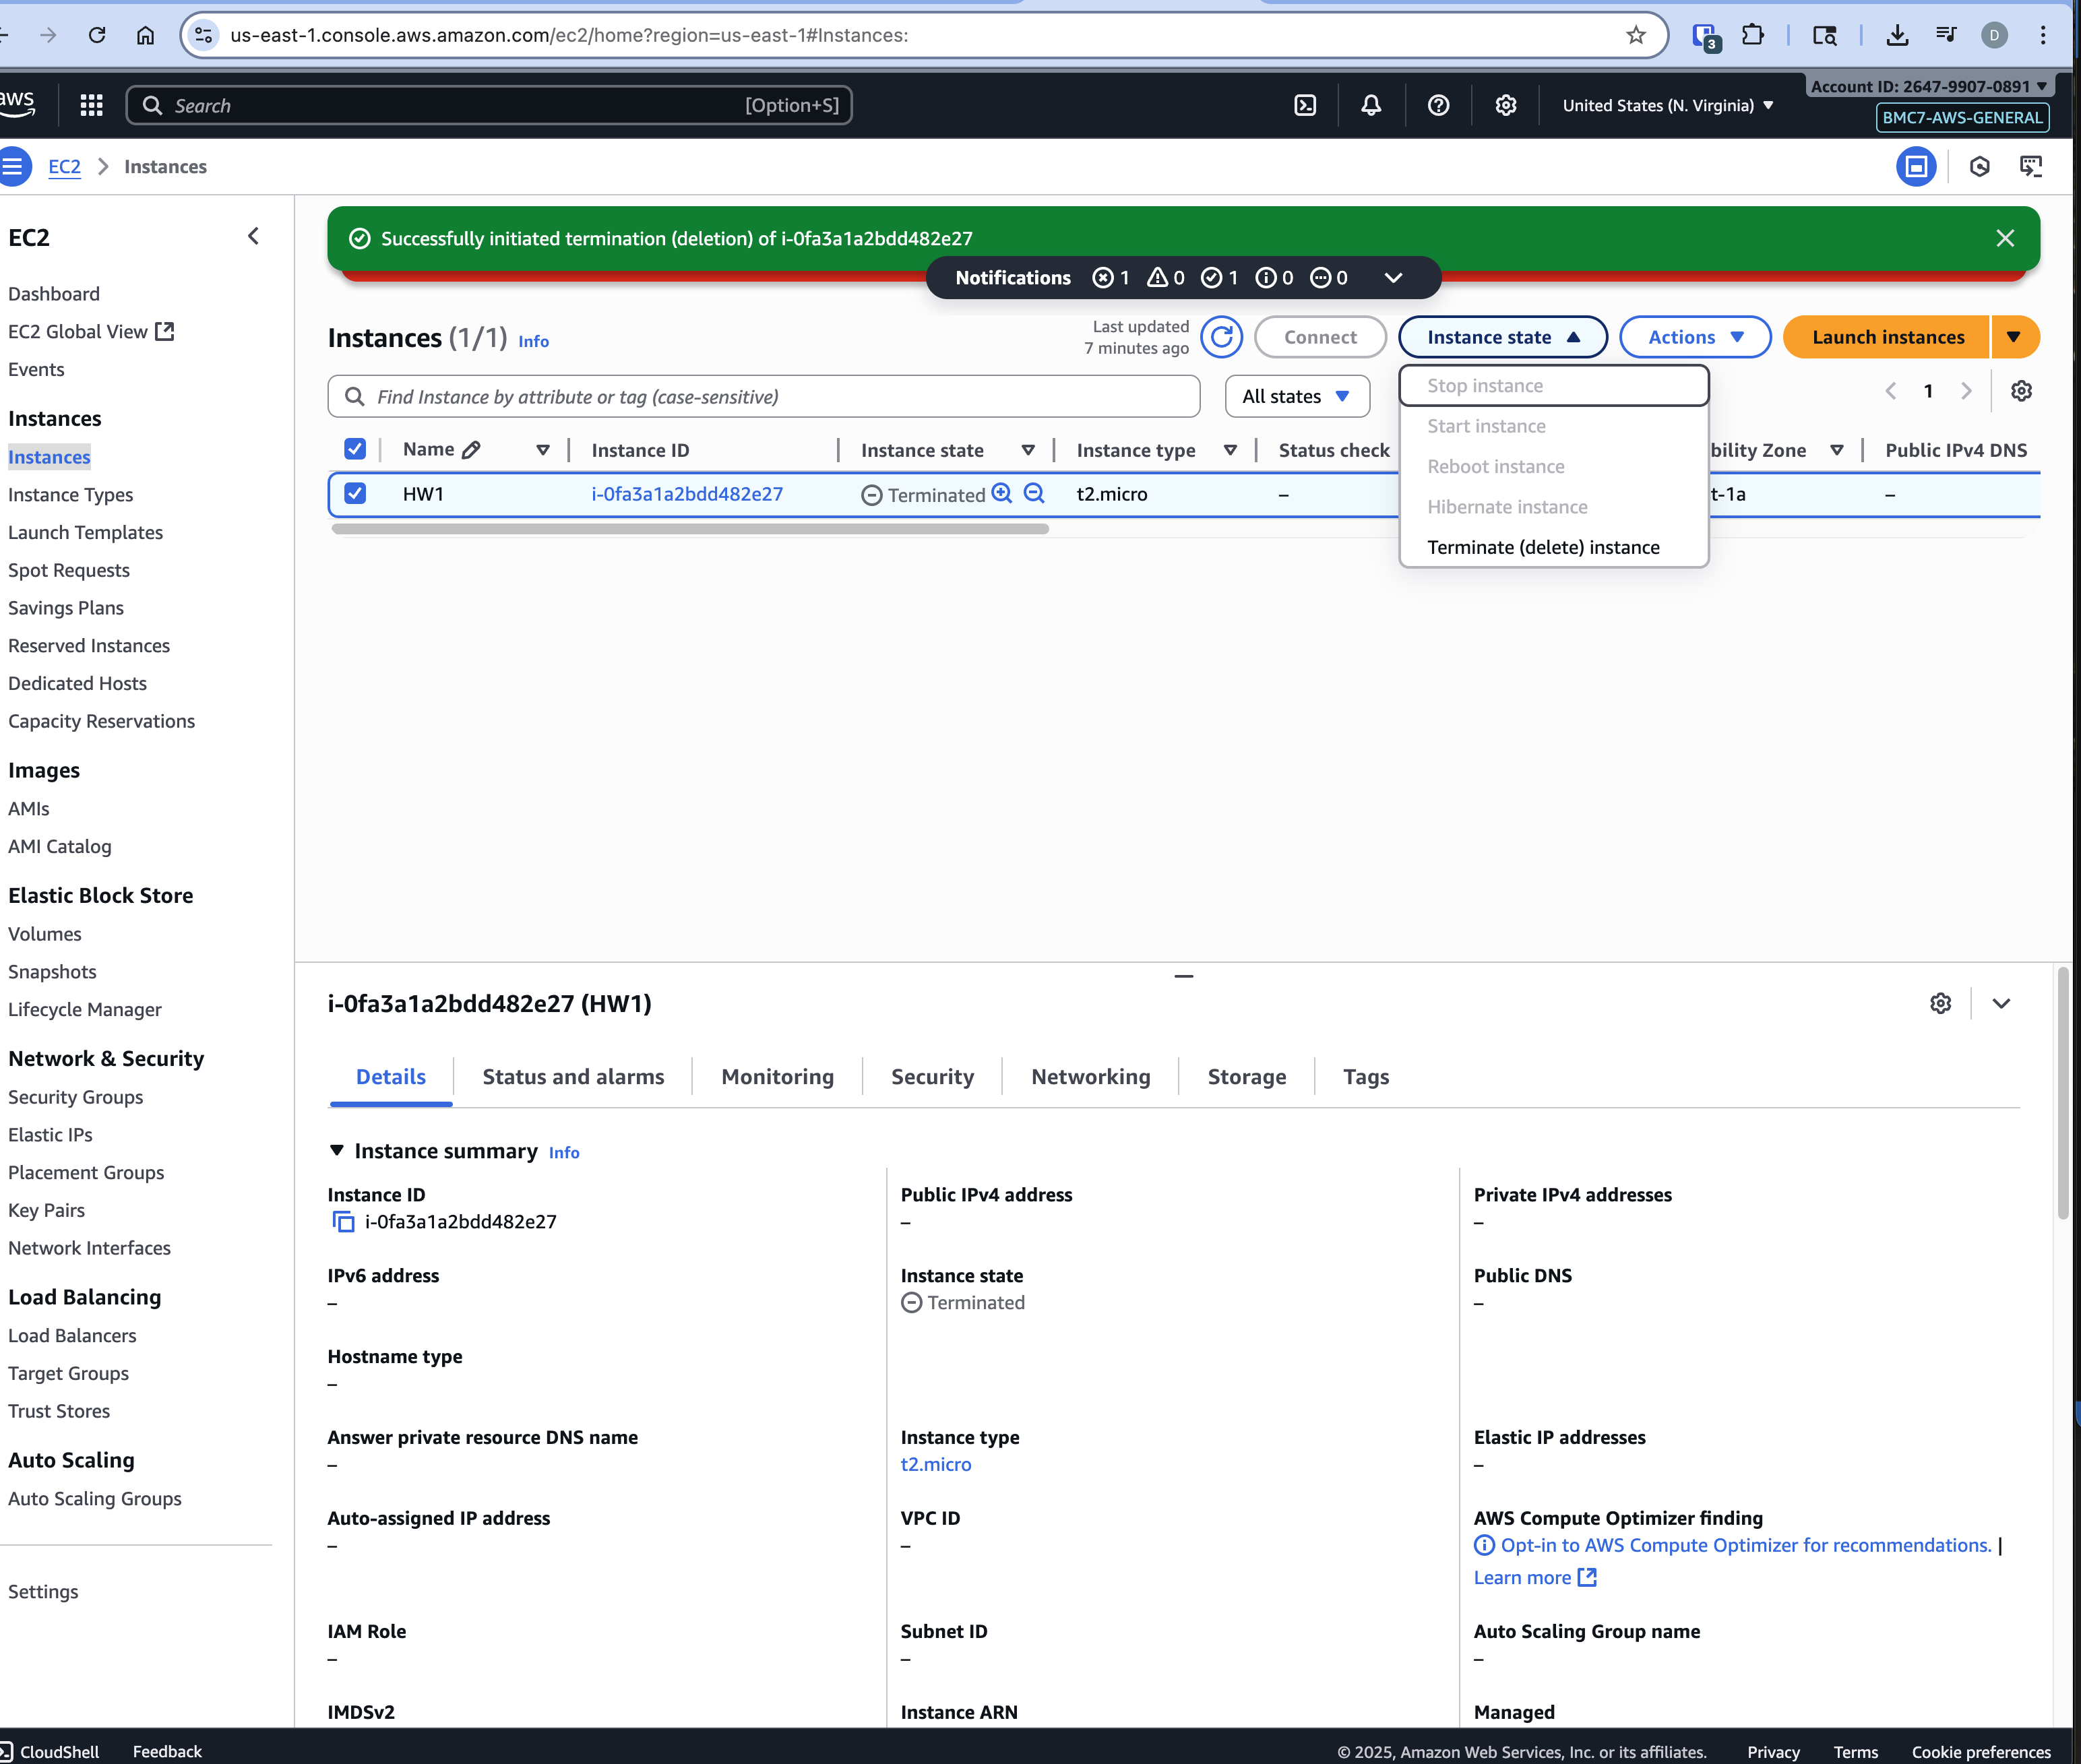 us-east-1.console.aws.amazon.com/ec2/home?region=us-east-1#Instances:
3
D
aws
Search
[Option+S]
United States (N. Virginia)
Account ID: 2647-9907-0891
BMC7-AWS-GENERAL
EC2
Instances
EC2
Dashboard
EC2 Global View
Events
Instances
Instances
Instance Types
Launch Templates
Spot Requests
Savings Plans
Reserved Instances
Dedicated Hosts
Capacity Reservations
Images
AMIs
AMI Catalog
Elastic Block Store
Volumes
Snapshots
Lifecycle Manager
Network & Security
Security Groups
Elastic IPs
Placement Groups
Key Pairs
Network Interfaces
Load Balancing
Load Balancers
Target Groups
Trust Stores
Auto Scaling
Auto Scaling Groups
Settings
Successfully initiated termination (deletion) of i-0fa3a1a2bdd482e27
Notifications 1 0 1 0 0
Instances (1/1) Info
Last updated
7 minutes ago
Connect
Instance state
Actions
Launch instances
Find Instance by attribute or tag (case-sensitive)
All states
1
Stop instance
Start instance
Reboot instance
Hibernate instance
Terminate (delete) instance
Name Instance ID Instance state Instance type Status check bility Zone Public IPv4 DNS
HW1 i-0fa3a1a2bdd482e27 Terminated t2.micro – t-1a –
i-0fa3a1a2bdd482e27 (HW1)
Details Status and alarms Monitoring Security Networking Storage Tags
Instance summary Info
Instance ID
i-0fa3a1a2bdd482e27
Public IPv4 address
–
Private IPv4 addresses
–
IPv6 address
–
Instance state
Terminated
Public DNS
–
Hostname type
–
Answer private resource DNS name
–
Instance type
t2.micro
Elastic IP addresses
–
Auto-assigned IP address
–
VPC ID
–
AWS Compute Optimizer finding
Opt-in to AWS Compute Optimizer for recommendations. |
Learn more
IAM Role
–
Subnet ID
–
Auto Scaling Group name
–
IMDSv2
Instance ARN
Managed
CloudShell Feedback
© 2025, Amazon Web Services, Inc. or its affiliates. Privacy Terms Cookie preferences